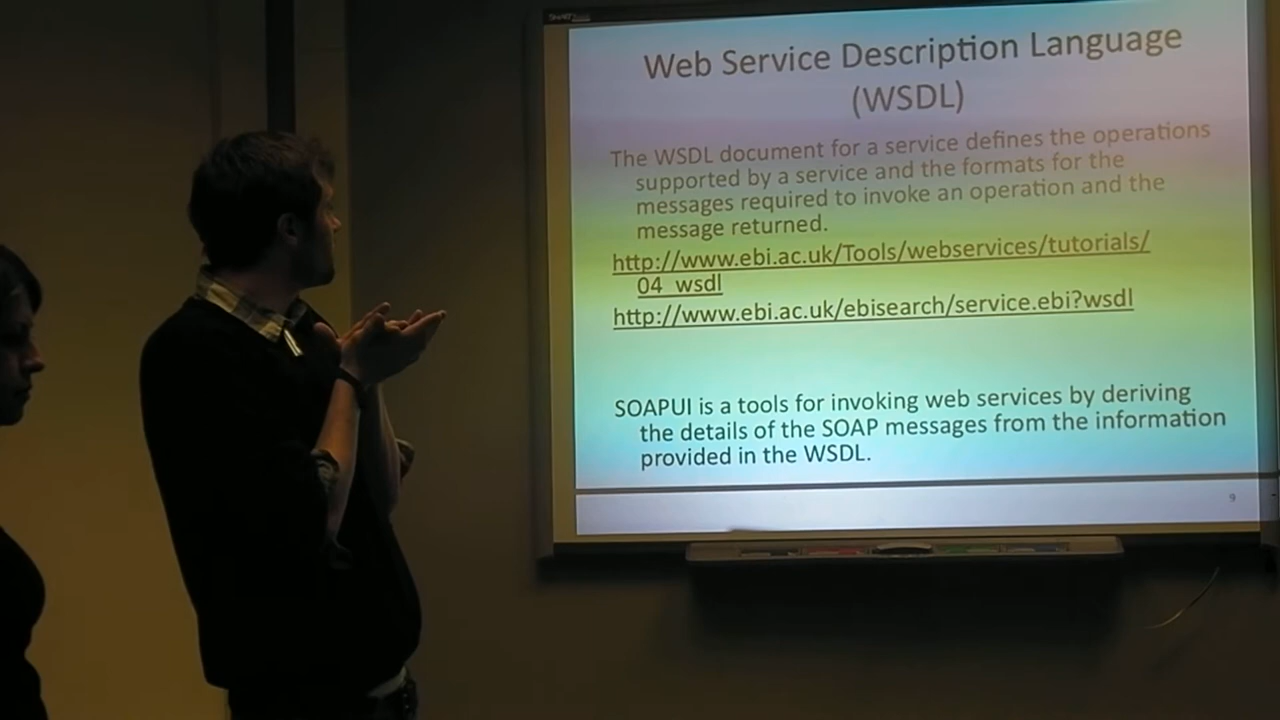 Web Service Description Language
(WSDL)
The WSDL document for a service defines the operations
supported by a service and the formats for the
messages required to invoke an operation and the
message returned.
http://www.ebi.ac.uk/Tools/webservices/tutorials/
04_wsdl
http://www.ebi.ac.uk/ebisearch/service.ebi?wsdl
SOAPUI is a tools for invoking web services by deriving
the details of the SOAP messages from the information
provided in the WSDL.
9